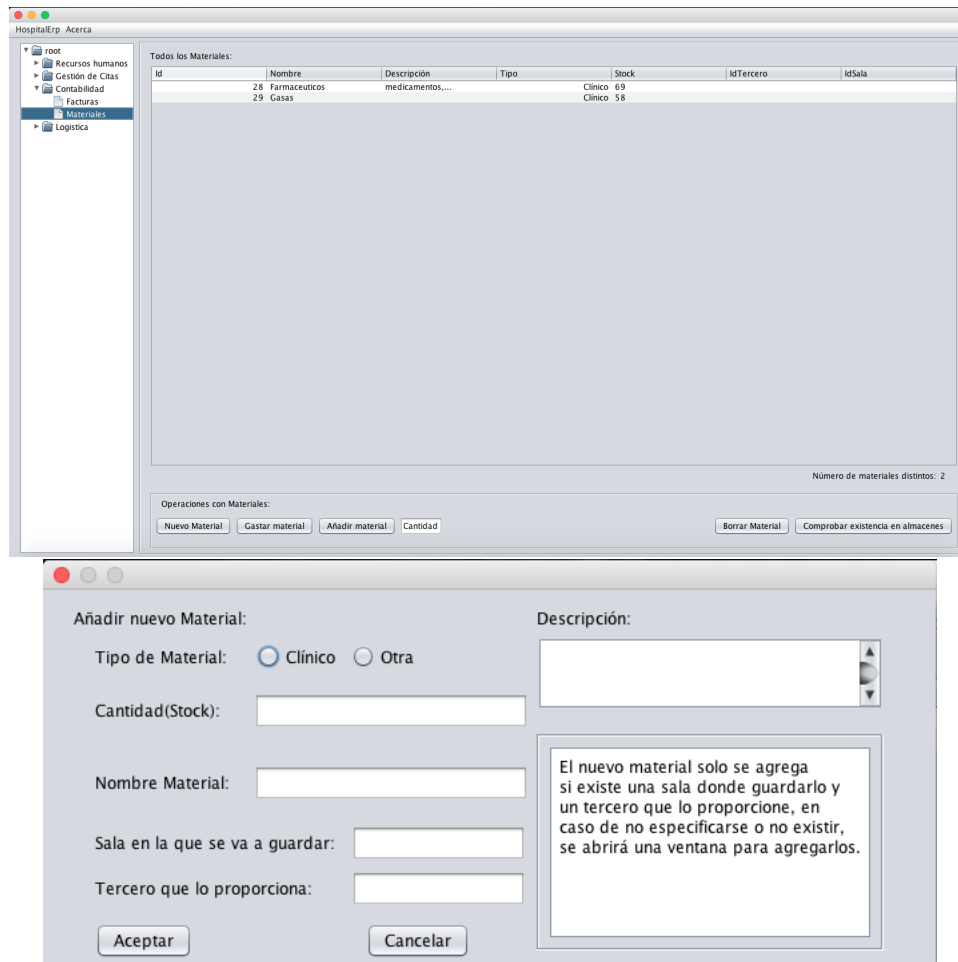 HospitalErp Acerca
root
Recursos humanos
Gestión de Citas
Contabilidad
Facturas
Materiales
Logistica
Todos los Materiales:
Id Nombre Descripción Tipo Stock IdTercero IdSala
28 Farmaceuticos medicamentos,... Clínico 69
29 Gasas Clínico 58
Número de materiales distintos: 2
Operaciones con Materiales:
Nuevo Material Gastar material Añadir material Cantidad Borrar Material Comprobar existencia en almacenes
Añadir nuevo Material:
Tipo de Material: Clínico Otra
Cantidad(Stock):
Nombre Material:
Sala en la que se va a guardar:
Tercero que lo proporciona:
Aceptar Cancelar
Descripción:
El nuevo material solo se agrega
si existe una sala donde guardarlo y
un tercero que lo proporcione, en
caso de no especificarse o no existir,
se abrirá una ventana para agregarlos.